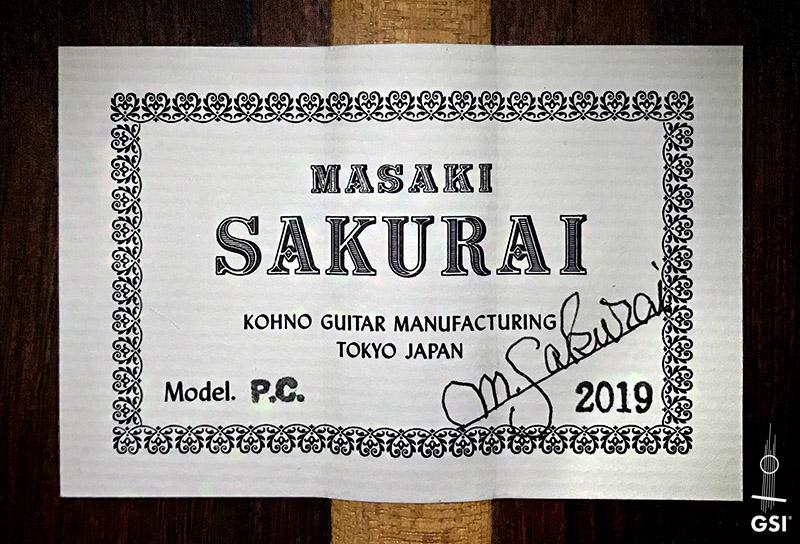 MASAKI
SAKURAI
KOHNO GUITAR MANUFACTURING
TOKYO JAPAN
M. Sakurai
Model. P.C.
2019
GSI®